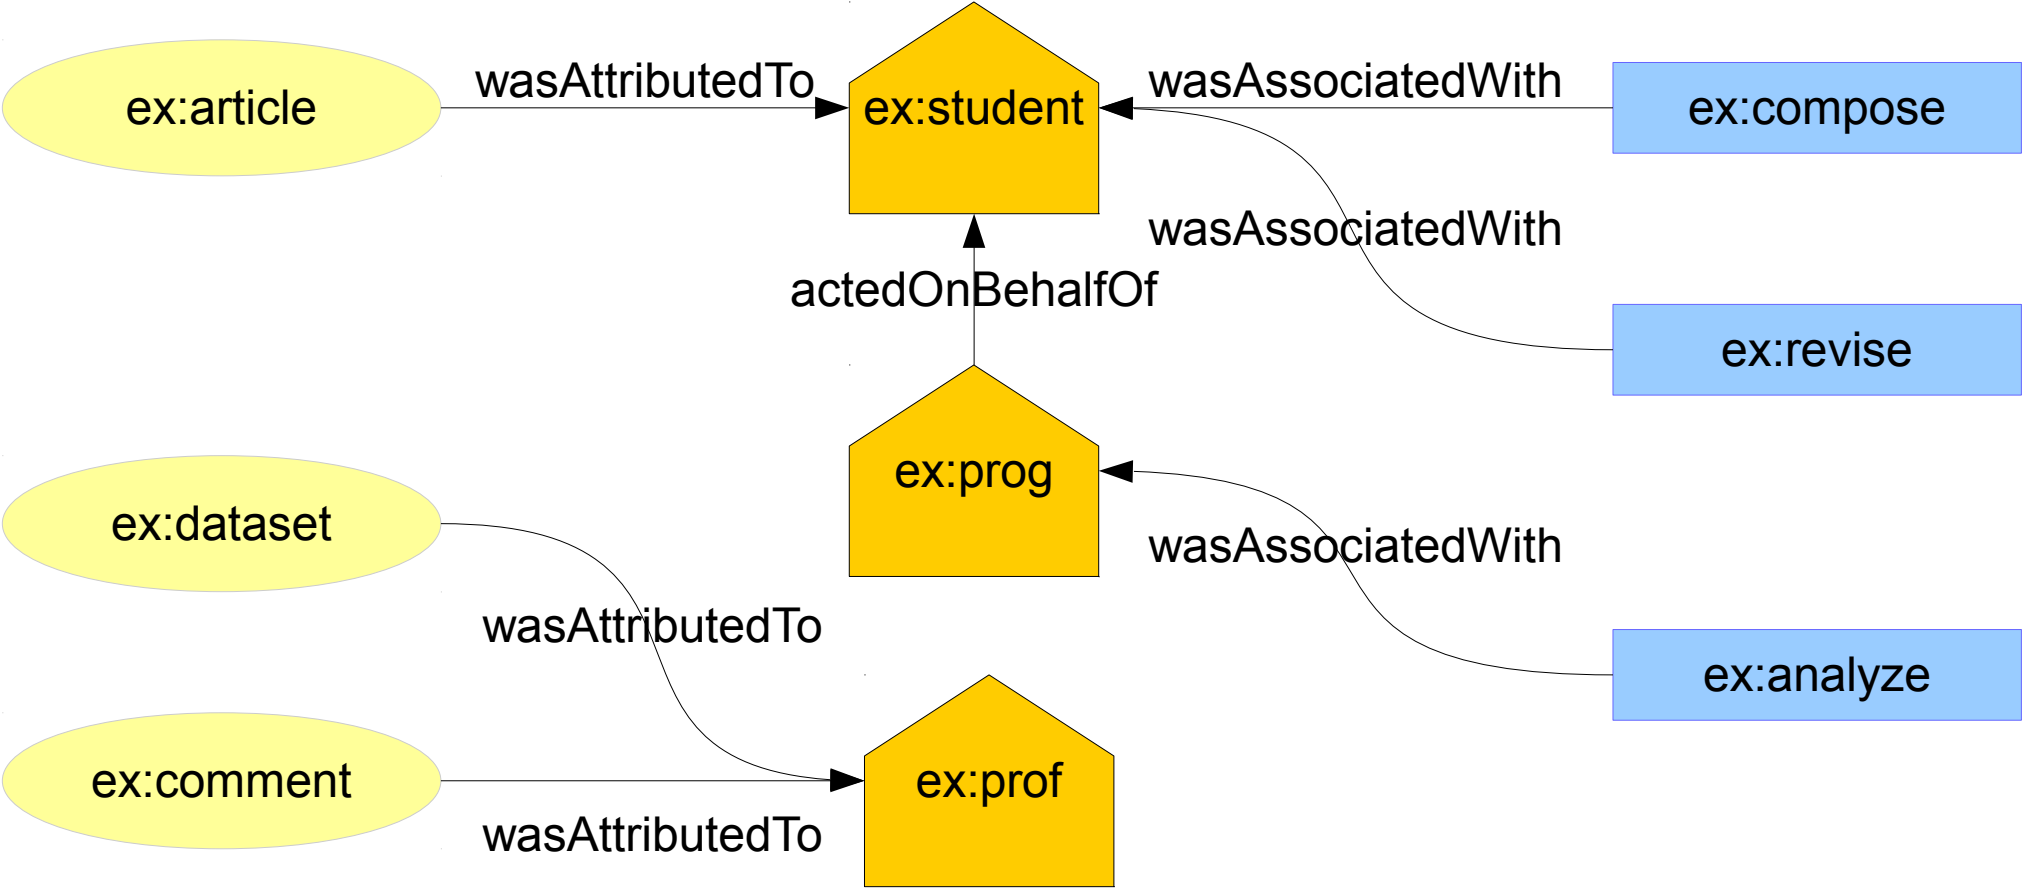 ex:article
wasAttributedTo
ex:student
wasAssociatedWith
ex:compose
wasAssociatedWith
actedOnBehalfOf
ex:revise
ex:prog
ex:dataset
wasAssociatedWith
wasAttributedTo
ex:analyze
ex:comment
ex:prof
wasAttributedTo